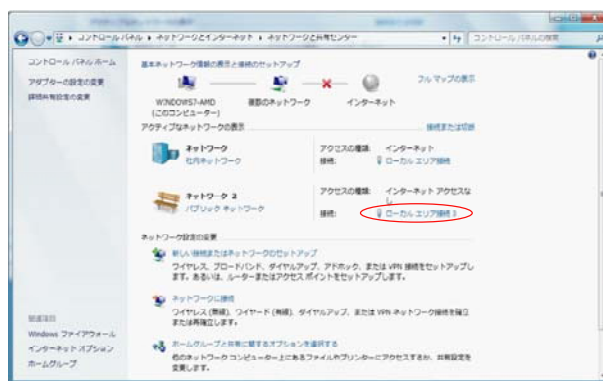 コントロール パネル ▸ ネットワークとインターネット ▸ ネットワークと共有センター
コントロール パネルの検索
コントロール パネル ホーム
アダプターの設定の変更
詳細共有設定の変更
基本ネットワーク情報の表示と接続のセットアップ
フル マップの表示
WINDOWS7-AMD
(このコンピューター)
複数のネットワーク
インターネット
アクティブなネットワークの表示
接続または切断
ネットワーク
社内ネットワーク
アクセスの種類: インターネット
接続: ローカル エリア接続
ネットワーク 2
パブリック ネットワーク
アクセスの種類: インターネット アクセスな
し
接続: ローカル エリア接続 3
ネットワーク設定の変更
新しい接続またはネットワークのセットアップ
ワイヤレス、ブロードバンド、ダイヤルアップ、アドホック、または VPN 接続をセットアップし
ます。あるいは、ルーターまたはアクセス ポイントをセットアップします。
ネットワークに接続
ワイヤレス (無線)、ワイヤード (有線)、ダイヤルアップ、または VPN ネットワーク接続を確立
または再確立します。
ホームグループと共有に関するオプションを選択する
他のネットワーク コンピューター上にあるファイルやプリンターにアクセスするか、共有設定を
変更します。
関連項目
Windows ファイアウォール
インターネット オプション
ホームグループ